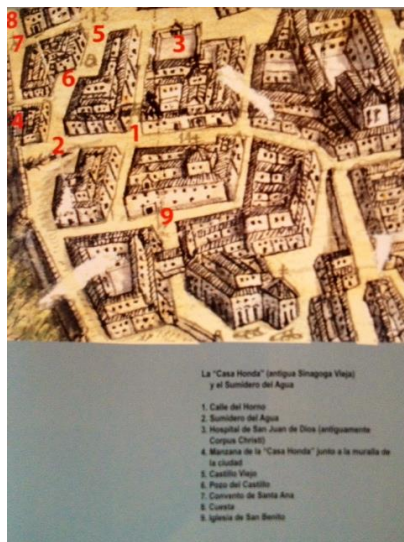 8
7
5
3
6
4
1
2
9
La "Casa Honda" (antigua Sinagoga Vieja)
y el Sumidero del Agua
1. Calle del Horno
2. Sumidero del Agua
3. Hospital de San Juan de Dios (antiguamente
Corpus Christi)
4. Manzana de la "Casa Honda" junto a la muralla de
la ciudad
5. Castillo Viejo
6. Pozo del Castillo
7. Convento de Santa Ana
8. Cuesta
9. Iglesia de San Benito